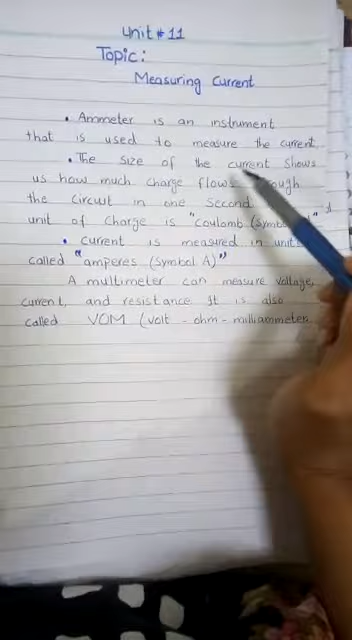 Unit # 11
Topic:
Measuring Current
• Ammeter is an instrument
that is used to measure the current
• The size of the current shows
us how much charge flows
the circuit in one second
unit of charge is "coulomb
• current is measured in unit
called "amperes (symbol A)"
A multimeter can measure voltage,
current, and resistance It is also
called VOM (volt - ohm - milliammeter